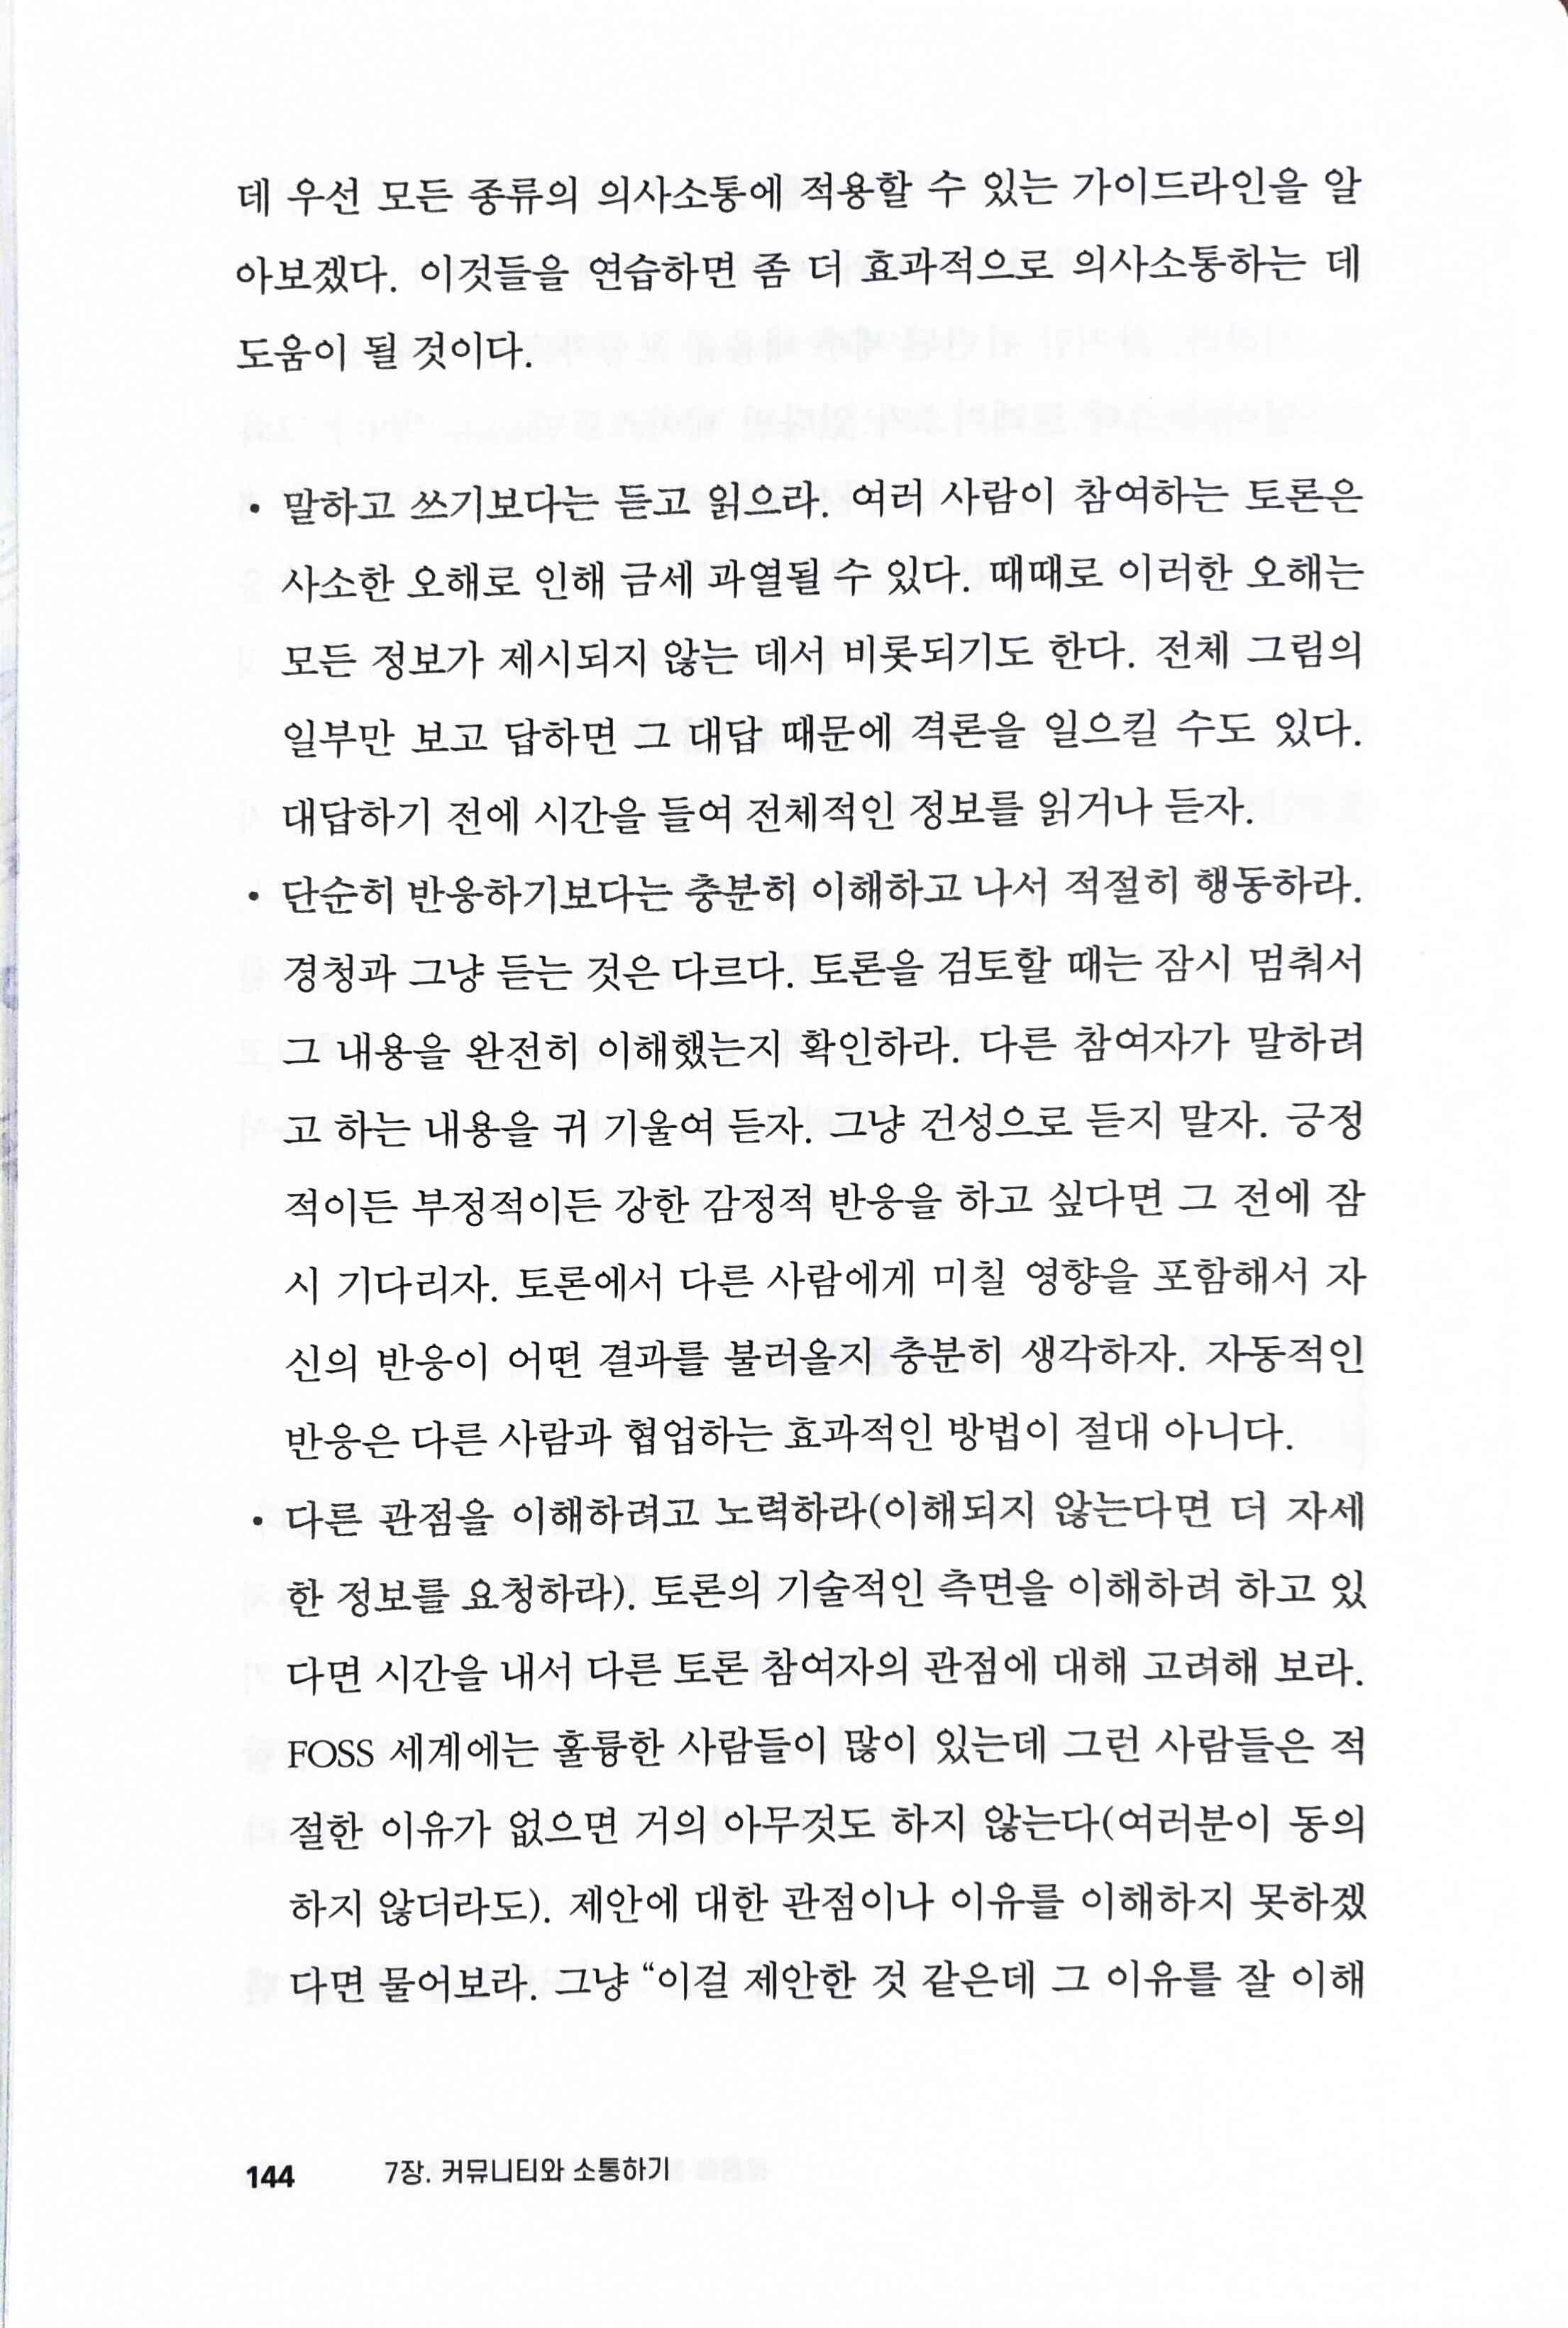 데 우선 모든 종류의 의사소통에 적용할 수 있는 가이드라인을 알
아보겠다. 이것들을 연습하면 좀 더 효과적으로 의사소통하는 데
도움이 될 것이다.
• 말하고 쓰기보다는 듣고 읽으라. 여러 사람이 참여하는 토론은
사소한 오해로 인해 금세 과열될 수 있다. 때때로 이러한 오해는
모든 정보가 제시되지 않는 데서 비롯되기도 한다. 전체 그림의
일부만 보고 답하면 그 대답 때문에 격론을 일으킬 수도 있다.
대답하기 전에 시간을 들여 전체적인 정보를 읽거나 듣자.
• 단순히 반응하기보다는 충분히 이해하고 나서 적절히 행동하라.
경청과 그냥 듣는 것은 다르다. 토론을 검토할 때는 잠시 멈춰서
그 내용을 완전히 이해했는지 확인하라. 다른 참여자가 말하려
고 하는 내용을 귀 기울여 듣자. 그냥 건성으로 듣지 말자. 긍정
적이든 부정적이든 강한 감정적 반응을 하고 싶다면 그 전에 잠
시 기다리자. 토론에서 다른 사람에게 미칠 영향을 포함해서 자
신의 반응이 어떤 결과를 불러올지 충분히 생각하자. 자동적인
반응은 다른 사람과 협업하는 효과적인 방법이 절대 아니다.
• 다른 관점을 이해하려고 노력하라(이해되지 않는다면 더 자세
한 정보를 요청하라). 토론의 기술적인 측면을 이해하려 하고 있
다면 시간을 내서 다른 토론 참여자의 관점에 대해 고려해 보라.
FOSS 세계에는 훌륭한 사람들이 많이 있는데 그런 사람들은 적
절한 이유가 없으면 거의 아무것도 하지 않는다(여러분이 동의
하지 않더라도). 제안에 대한 관점이나 이유를 이해하지 못하겠
다면 물어보라. 그냥 “이걸 제안한 것 같은데 그 이유를 잘 이해
144 7장. 커뮤니티와 소통하기